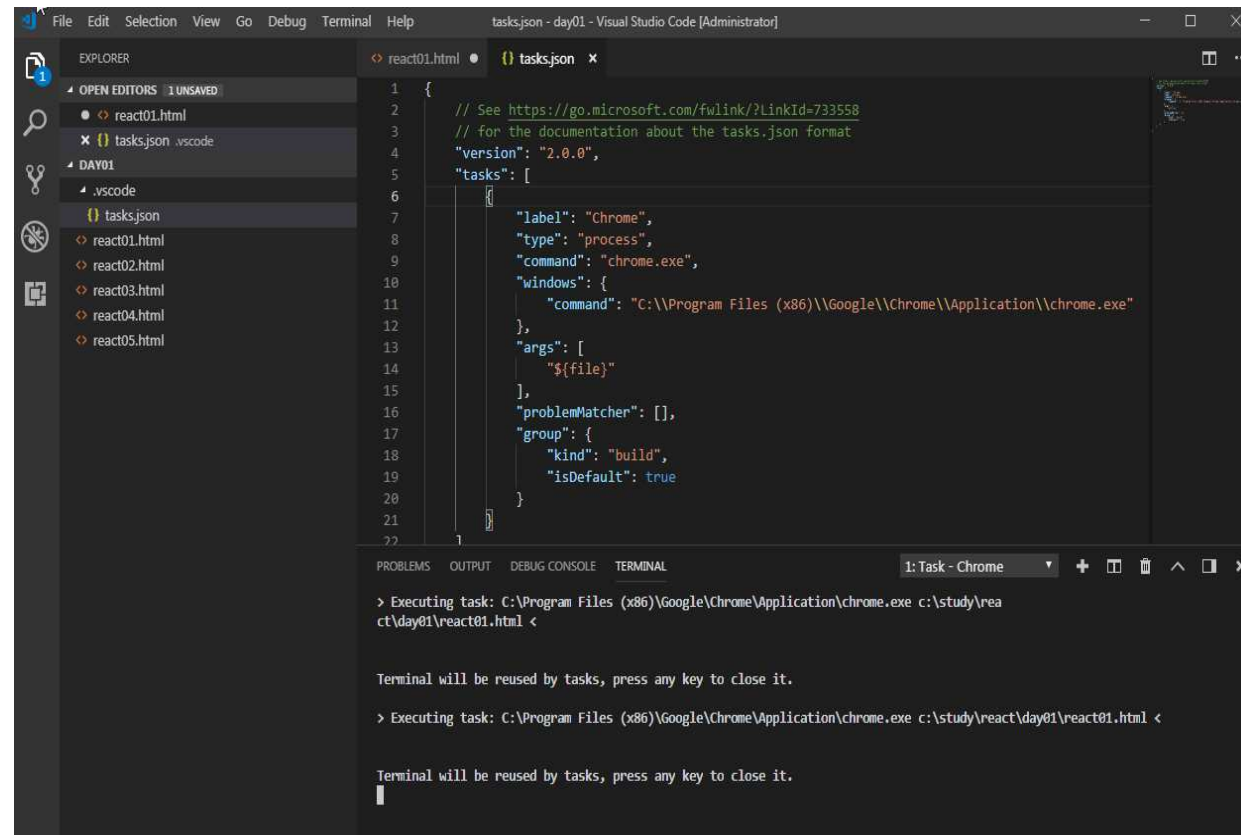 File Edit Selection View Go Debug Terminal Help tasks.json - day01 - Visual Studio Code [Administrator]
EXPLORER
OPEN EDITORS 1 UNSAVED
react01.html
{} tasks.json .vscode
DAY01
.vscode
{} tasks.json
react01.html
react02.html
react03.html
react04.html
react05.html
1
react01.html {} tasks.json
1 {
2 // See https://go.microsoft.com/fwlink/?LinkId=733558
3 // for the documentation about the tasks.json format
4 "version": "2.0.0",
5 "tasks": [
6 {
7 "label": "Chrome",
8 "type": "process",
9 "command": "chrome.exe",
10 "windows": {
11 "command": "C:\\Program Files (x86)\\Google\\Chrome\\Application\\chrome.exe"
12 },
13 "args": [
14 "${file}"
15 ],
16 "problemMatcher": [],
17 "group": {
18 "kind": "build",
19 "isDefault": true
20 }
21 }
22 ]
PROBLEMS OUTPUT DEBUG CONSOLE TERMINAL 1: Task - Chrome
> Executing task: C:\Program Files (x86)\Google\Chrome\Application\chrome.exe c:\study\rea
ct\day01\react01.html <
Terminal will be reused by tasks, press any key to close it.
> Executing task: C:\Program Files (x86)\Google\Chrome\Application\chrome.exe c:\study\react\day01\react01.html <
Terminal will be reused by tasks, press any key to close it.